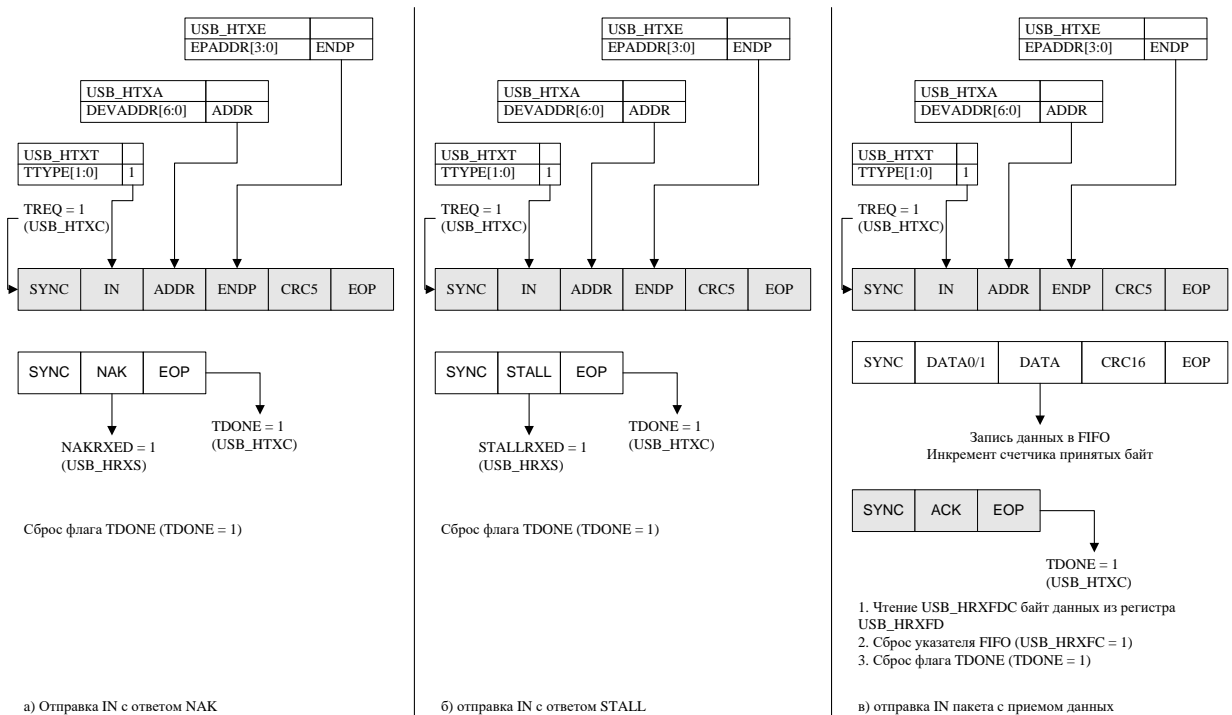 USB_HTXE
EPADDR[3:0] ENDP
USB_HTXA
DEVADDR[6:0] ADDR
USB_HTXT
TTYPE[1:0] 1
TREQ = 1
(USB_HTXC)
SYNC IN ADDR ENDP CRC5 EOP
SYNC NAK EOP
NAKRXED = 1
(USB_HRXS)
TDONE = 1
(USB_HTXC)
Сброс флага TDONE (TDONE = 1)
а) Отправка IN с ответом NAK
USB_HTXE
EPADDR[3:0] ENDP
USB_HTXA
DEVADDR[6:0] ADDR
USB_HTXT
TTYPE[1:0] 1
TREQ = 1
(USB_HTXC)
SYNC IN ADDR ENDP CRC5 EOP
SYNC STALL EOP
STALLRXED = 1
(USB_HRXS)
TDONE = 1
(USB_HTXC)
Сброс флага TDONE (TDONE = 1)
б) отправка IN с ответом STALL
USB_HTXE
EPADDR[3:0] ENDP
USB_HTXA
DEVADDR[6:0] ADDR
USB_HTXT
TTYPE[1:0] 1
TREQ = 1
(USB_HTXC)
SYNC IN ADDR ENDP CRC5 EOP
SYNC DATA0/1 DATA CRC16 EOP
Запись данных в FIFO
Инкремент счетчика принятых байт
SYNC ACK EOP
TDONE = 1
(USB_HTXC)
1. Чтение USB_HRXFDC байт данных из регистра
USB_HRXFD
2. Сброс указателя FIFO (USB_HRXFC = 1)
3. Сброс флага TDONE (TDONE = 1)
в) отправка IN пакета с приемом данных